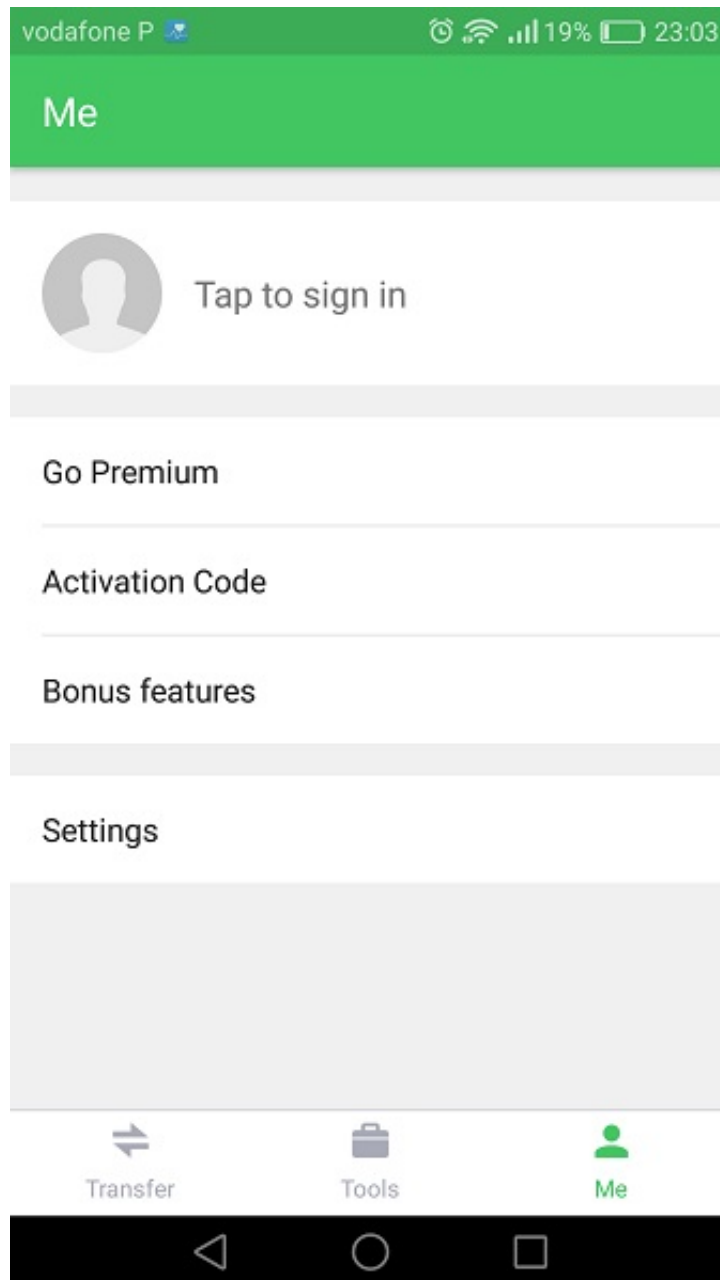 vodafone P 19% 23:03
Me
Tap to sign in
Go Premium
Activation Code
Bonus features
Settings
Transfer Tools Me